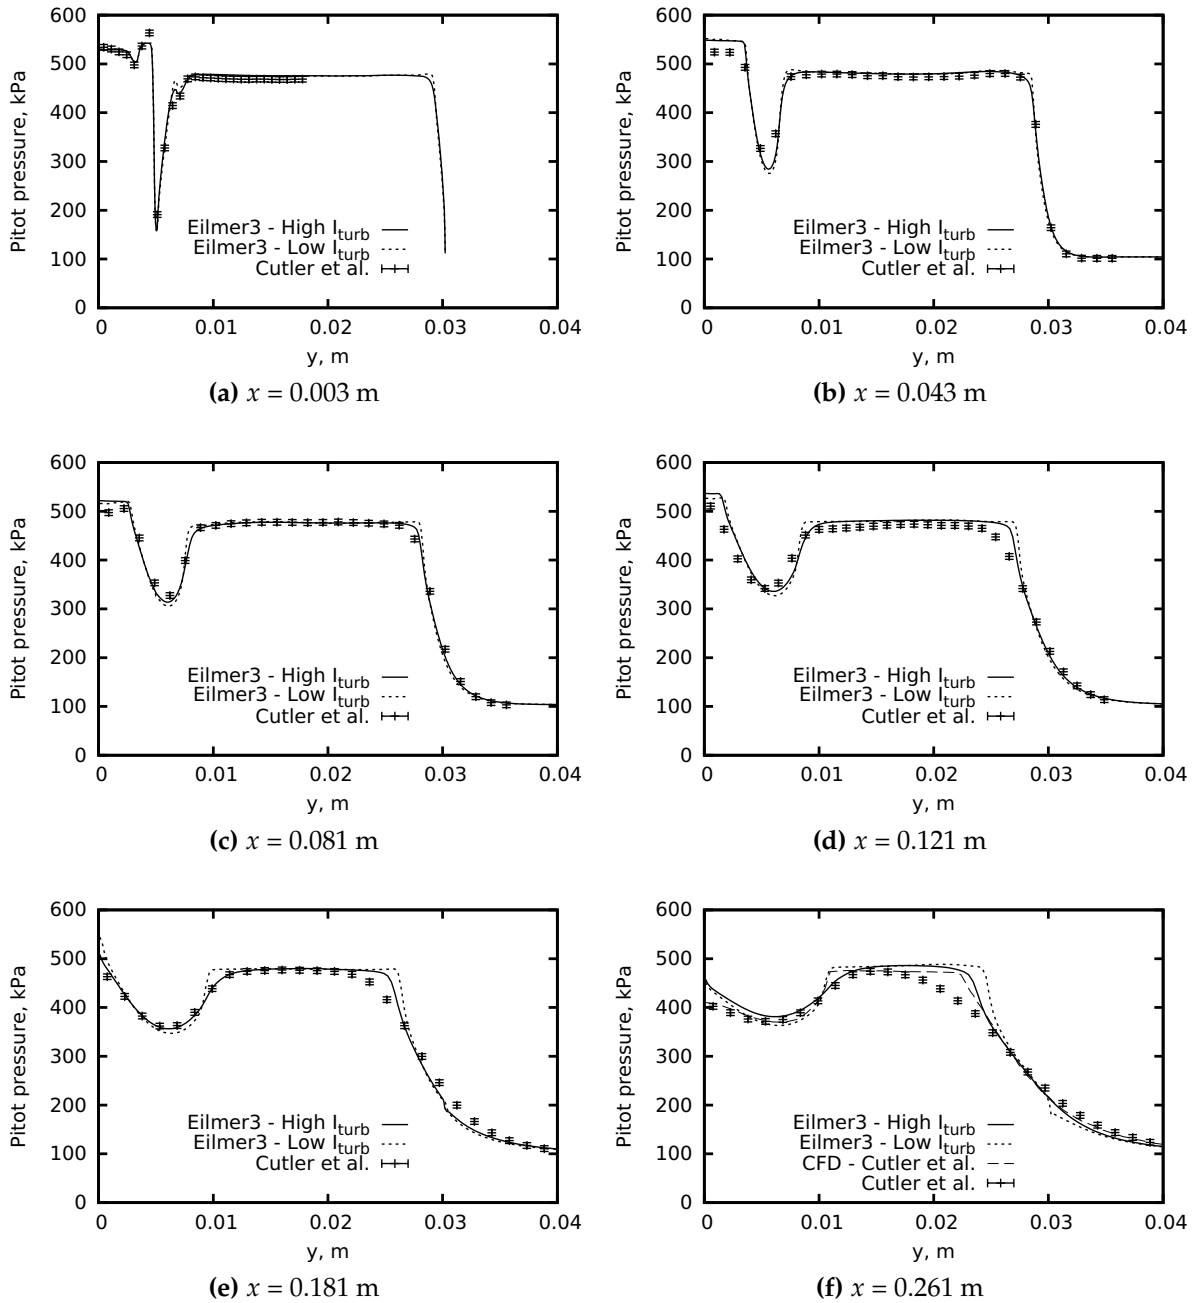 600
500
400
300
200
100
0
Pitot pressure, kPa
Eilmer3 - High I_turb
Eilmer3 - Low I_turb
Cutler et al.
0 0.01 0.02 0.03 0.04
y, m
(a) x = 0.003 m
600
500
400
300
200
100
0
Pitot pressure, kPa
Eilmer3 - High I_turb
Eilmer3 - Low I_turb
Cutler et al.
0 0.01 0.02 0.03 0.04
y, m
(b) x = 0.043 m
600
500
400
300
200
100
0
Pitot pressure, kPa
Eilmer3 - High I_turb
Eilmer3 - Low I_turb
Cutler et al.
0 0.01 0.02 0.03 0.04
y, m
(c) x = 0.081 m
600
500
400
300
200
100
0
Pitot pressure, kPa
Eilmer3 - High I_turb
Eilmer3 - Low I_turb
Cutler et al.
0 0.01 0.02 0.03 0.04
y, m
(d) x = 0.121 m
600
500
400
300
200
100
0
Pitot pressure, kPa
Eilmer3 - High I_turb
Eilmer3 - Low I_turb
Cutler et al.
0 0.01 0.02 0.03 0.04
y, m
(e) x = 0.181 m
600
500
400
300
200
100
0
Pitot pressure, kPa
Eilmer3 - High I_turb
Eilmer3 - Low I_turb
CFD - Cutler et al.
Cutler et al.
0 0.01 0.02 0.03 0.04
y, m
(f) x = 0.261 m